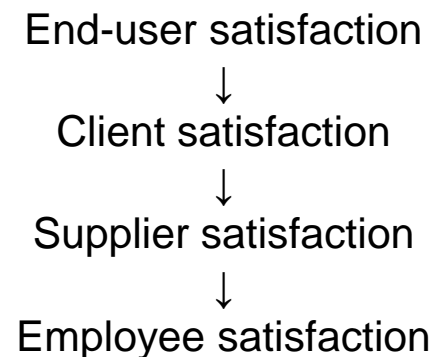 End-user satisfaction
↓
Client satisfaction
↓
Supplier satisfaction
↓
Employee satisfaction